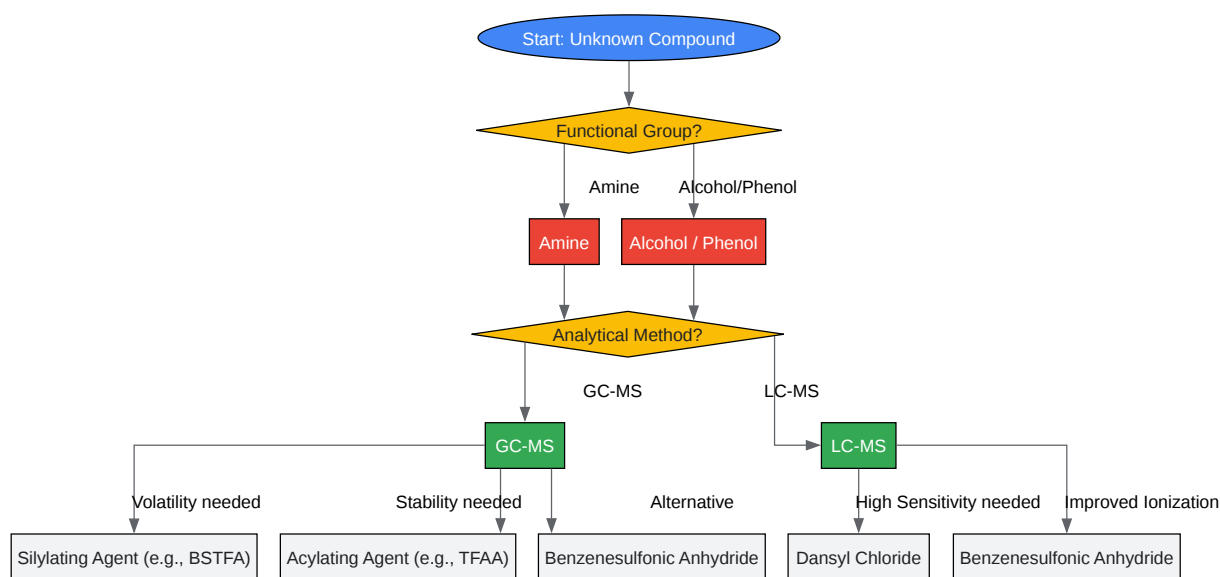 Start: Unknown Compound
Functional Group?
Amine
Alcohol/Phenol
Amine
Alcohol / Phenol
Analytical Method?
GC-MS
LC-MS
GC-MS
LC-MS
Volatility needed
Stability needed
Alternative
High Sensitivity needed
Improved Ionization
Silylating Agent (e.g., BSTFA)
Acylating Agent (e.g., TFAA)
Benzenesulfonic Anhydride
Dansyl Chloride
Benzenesulfonic Anhydride